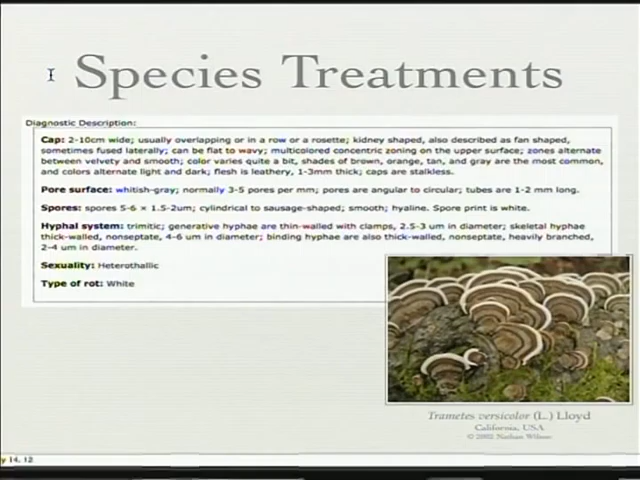 Species Treatments
Diagnostic Description:
Cap: 2-10cm wide; usually overlapping or in a row or a rosette; kidney shaped, also described as fan shaped,
sometimes fused laterally; can be flat to wavy; multicolored concentric zoning on the upper surface; zones alternate
between velvety and smooth; color varies quite a bit, shades of brown, orange, tan, and gray are the most common,
and colors alternate light and dark; flesh is leathery, 1-3mm thick; caps are stalkless.
Pore surface: whitish-gray; normally 3-5 pores per mm; pores are angular to circular; tubes are 1-2 mm long.
Spores: spores 5-6 × 1.5-2um; cylindrical to sausage-shaped; smooth; hyaline. Spore print is white.
Hyphal system: trimitic; generative hyphae are thin-walled with clamps, 2.5-3 um in diameter; skeletal hyphae
thick-walled, nonseptate, 4-6 um in diameter; binding hyphae are also thick-walled, nonseptate, heavily branched,
2-4 um in diameter.
Sexuality: Heterothallic
Type of rot: White
Trametes versicolor (L.) Lloyd
California, USA
© 2002 Nathan Wilson
y 14, 12